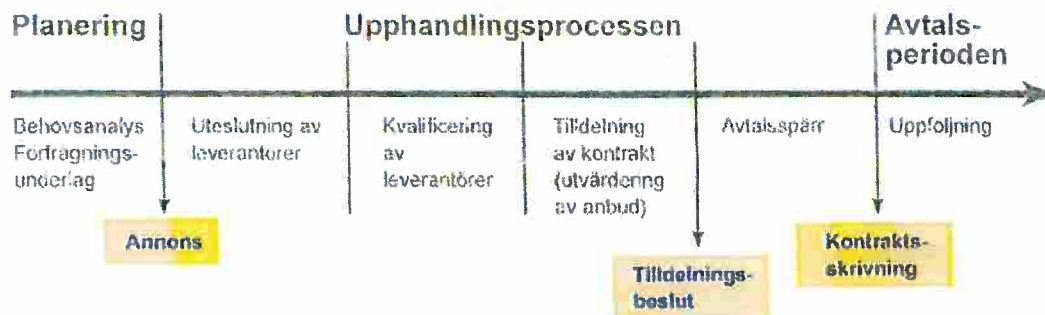 Planering
Upphandlingsprocessen
Avtals-
perioden
Behovsanalys
Förfrågnings-
underlag
Uteslutning av
leverantörer
Kvalificering
av
leverantörer
Tilldelning
av kontrakt
(utvärdering
av anbud)
Avtalsspärr
Uppföljning
Annons
Tilldelnings-
beslut
Kontrakts-
skrivning